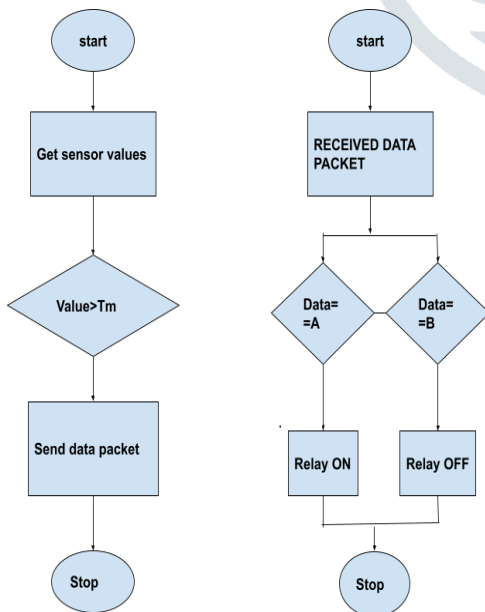 start
Get sensor values
Value>Tm
Send data packet
Stop
start
RECEIVED DATA
PACKET
Data=
=A
Data=
=B
Relay ON
Relay OFF
Stop